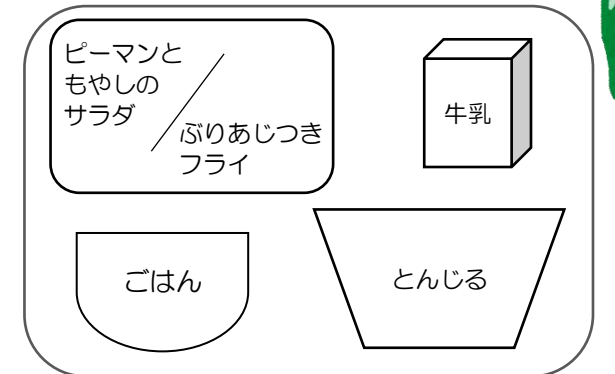 ピーマンと
もやしの
サラダ
ぶりあじつき
フライ
牛乳
ごはん
とんじる